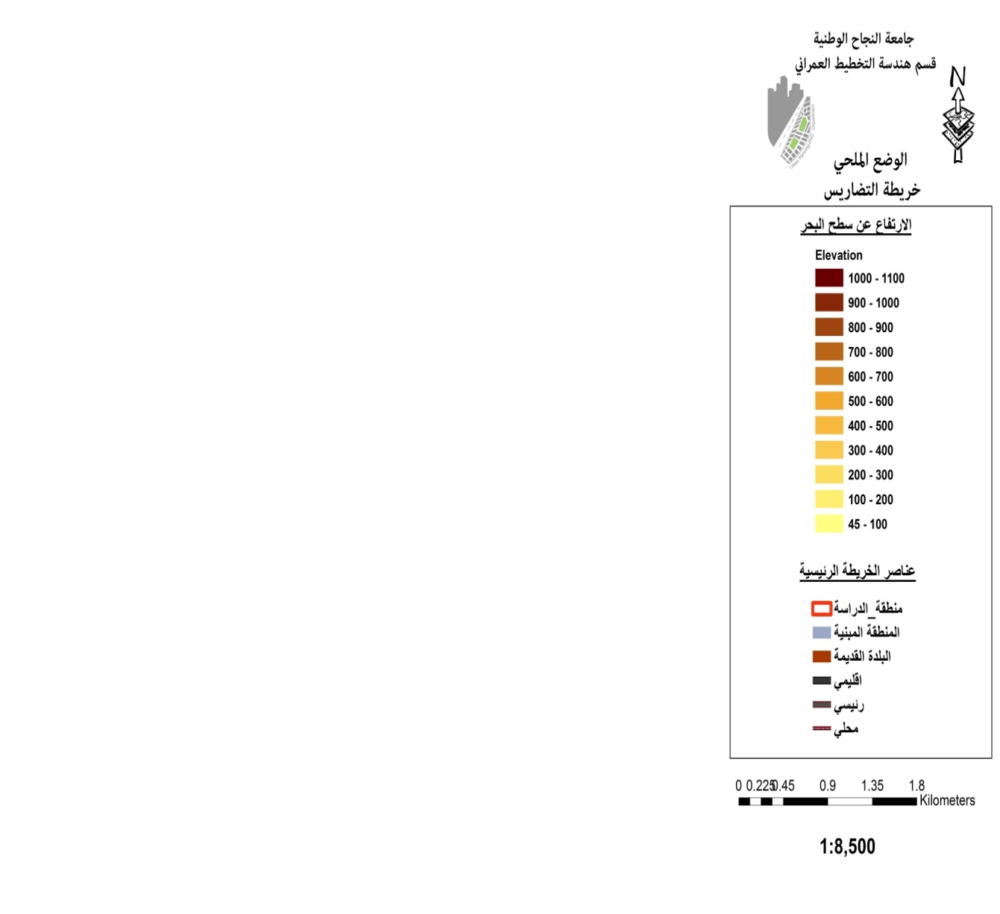 جامعة النجاح الوطنية
قسم هندسة التخطيط العمراني
N
الوضع الملحي
خريطة التضاريس
الارتفاع عن سطح البحر
Elevation
1000 - 1100
900 - 1000
800 - 900
700 - 800
600 - 700
500 - 600
400 - 500
300 - 400
200 - 300
100 - 200
45 - 100
عناصر الخريطة الرئيسية
منطقة_الدراسة
المنطقة المبنية
البلدة القديمة
اقليمي
رئيسي
محلي
0 0.225 0.45 0.9 1.35 1.8
Kilometers
1:8,500